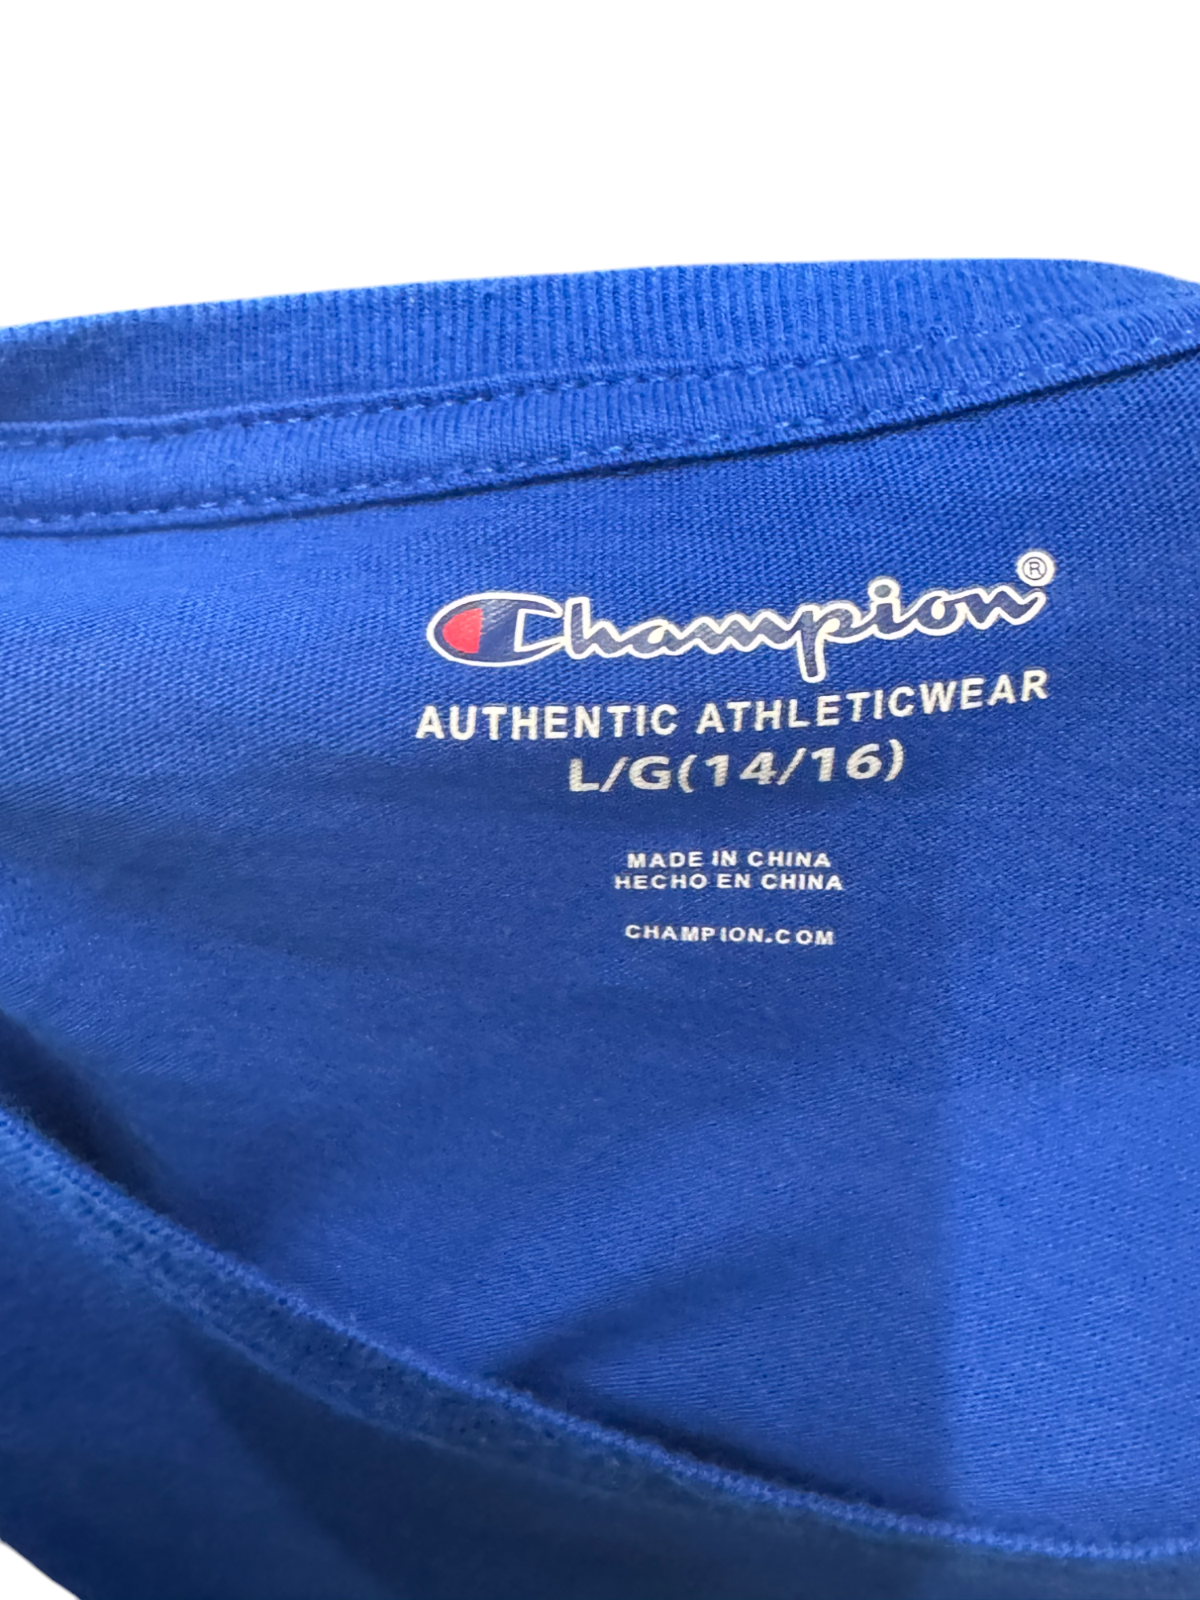 Champion®
AUTHENTIC ATHLETICWEAR
L/G(14/16)
MADE IN CHINA
HECHO EN CHINA
CHAMPION.COM